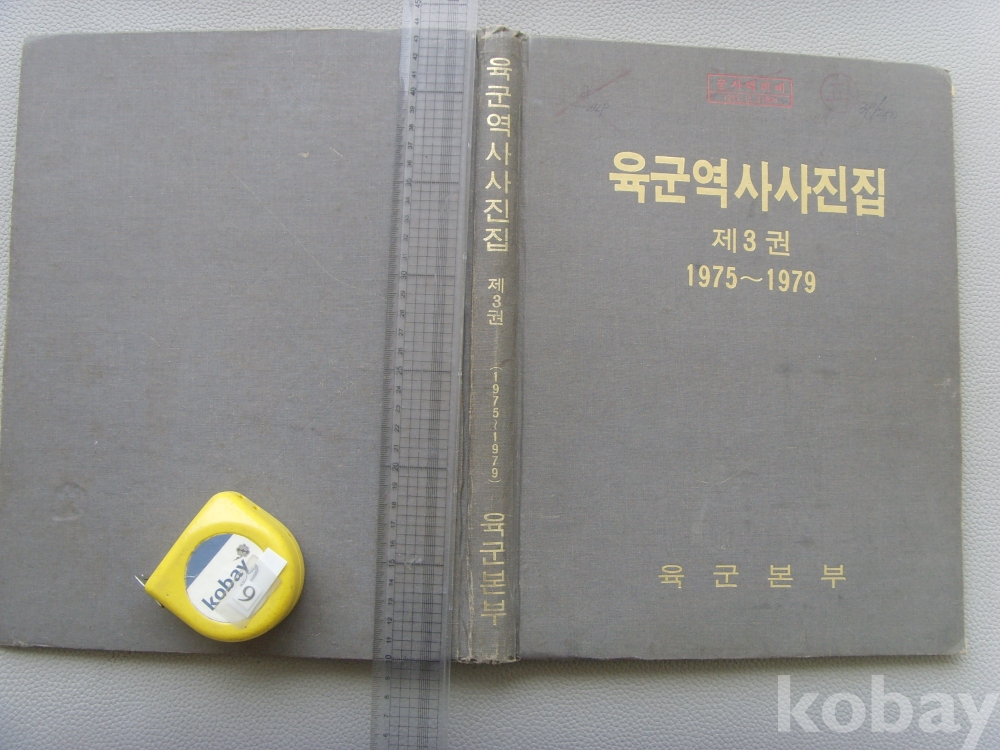 육군역사사진집
제3권
1975~1979
육군본부
육군역사사진집 제3권 (1975~1979) 육군본부
kobay
kobay